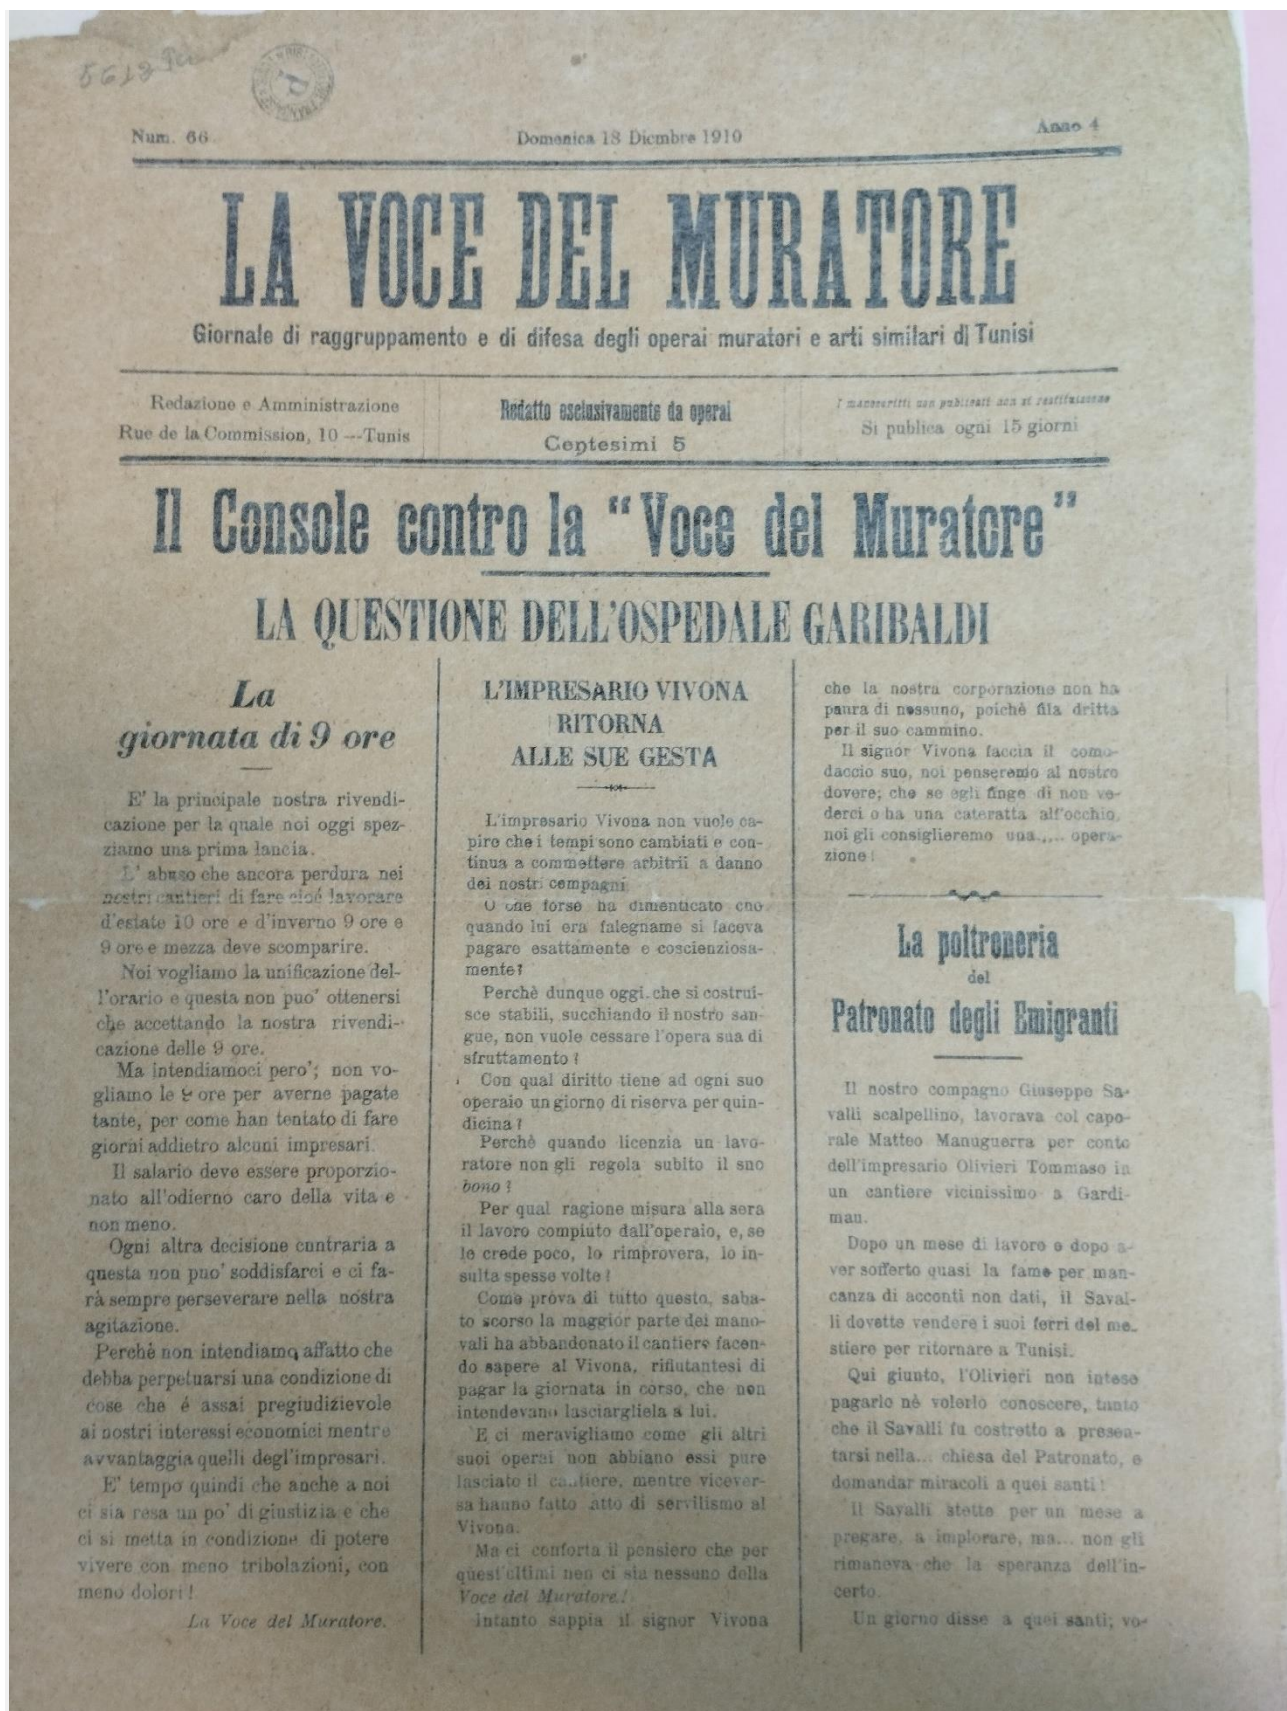 5612
Num. 66
Domenica 18 Dicmbre 1910
Anno 4
LA VOCE DEL MURATORE
Giornale di raggruppamento e di difesa degli operai muratori e arti similari di Tunisi
Redazione e Amministrazione
Rue de la Commission, 10 —Tunis
Redatto esclusivamente da operai
Centesimi 5
I manoscritti non publicati non si restituiscono
Si publica ogni 15 giorni
Il Console contro la "Voce del Muratore"
LA QUESTIONE DELL'OSPEDALE GARIBALDI
La
giornata di 9 ore
E' la principale nostra rivendi-
cazione per la quale noi oggi spez-
ziamo una prima lancia.
L' abuso che ancora perdura nei
nostri cantieri di fare cioé lavorare
d'estate 10 ore e d'inverno 9 ore e
9 ore e mezza deve scomparire.
Noi vogliamo la unificazione del-
l'orario e questa non puo' ottenersi
che accettando la nostra rivendi-
cazione delle 9 ore.
Ma intendiamoci pero'; non vo-
gliamo le 9 ore per averne pagate
tante, per come han tentato di fare
giorni addietro alcuni impresari.
Il salario deve essere proporzio-
nato all'odierno caro della vita e
non meno.
Ogni altra decisione contraria a
questa non puo' soddisfarci e ci fa-
rà sempre perseverare nella nostra
agitazione.
Perchè non intendiamo affatto che
debba perpetuarsi una condizione di
cose che é assai pregiudizievole
ai nostri interessi economici mentre
avvantaggia quelli degl'impresari.
E' tempo quindi che anche a noi
ci sia resa un po' di giustizia e che
ci si metta in condizione di potere
vivere con meno tribolazioni, con
meno dolori !
La Voce del Muratore.
L'IMPRESARIO VIVONA
RITORNA
ALLE SUE GESTA
L'impresario Vivona non vuole ca-
pire che i tempi sono cambiati e con-
tinua a commettere arbitrii a danno
dei nostri compagni
O che forse ha dimenticato che
quando lui era falegname si faceva
pagare esattamente e coscienziosa-
mente?
Perchè dunque oggi che si costrui-
sce stabili, succhiando il nostro san-
gue, non vuole cessare l'opera sua di
sfruttamento ?
Con qual diritto tiene ad ogni suo
operaio un giorno di riserva per quin-
dicina ?
Perchè quando licenzia un lavo-
ratore non gli regola subito il sno
bono ?
Per qual ragione misura alla sera
il lavoro compiuto dall'operaio, e, se
lo crede poco, lo rimprovera, lo in-
sulta spesse volte ?
Come prova di tutto questo, saba-
to scorso la maggior parte dei mano-
vali ha abbandonato il cantiere facen-
do sapere al Vivona, rifiutantesi di
pagar la giornata in corso, che non
intendevano lasciargliela a lui.
E ci meravigliamo come gli altri
suoi operai non abbiano essi pure
lasciato il cantiere, mentre vicever-
sa hanno fatto atto di servilismo al
Vivona.
Ma ci conforta il pensiero che per
quest'ultimi non ci sia nessuno della
Voce del Muratore!
Intanto sappia il signor Vivona
che la nostra corporazione non ha
paura di nessuno, poichè fila dritta
per il suo cammino.
Il signor Vivona faccia il como-
daccio suo, noi penseremo al nostro
dovere; che se egli finge di non ve-
derci o ha una cateratta all'occhio,
noi gli consiglieremo una..... opera-
zione !
La poltroneria
del
Patronato degli Emigranti
Il nostro compagno Giuseppe Sa-
valli scalpellino, lavorava col capo-
rale Matteo Manuguerra per conto
dell'impresario Olivieri Tommaso in
un cantiere vicinissimo a Gardi-
mau.
Dopo un mese di lavoro e dopo a-
ver sofferto quasi la fame per man-
canza di acconti non dati, il Saval-
li dovette vendere i suoi ferri del me-
stiere per ritornare a Tunisi.
Qui giunto, l'Olivieri non intese
pagarlo nè volerlo conoscere, tanto
che il Savalli fu costretto a presen-
tarsi nella... chiesa del Patronato, e
domandar miracoli a quei santi !
Il Savalli stette per un mese a
pregare, a implorare, ma... non gli
rimaneva che la speranza dell'in-
certo.
Un giorno disse a quei santi; vo-